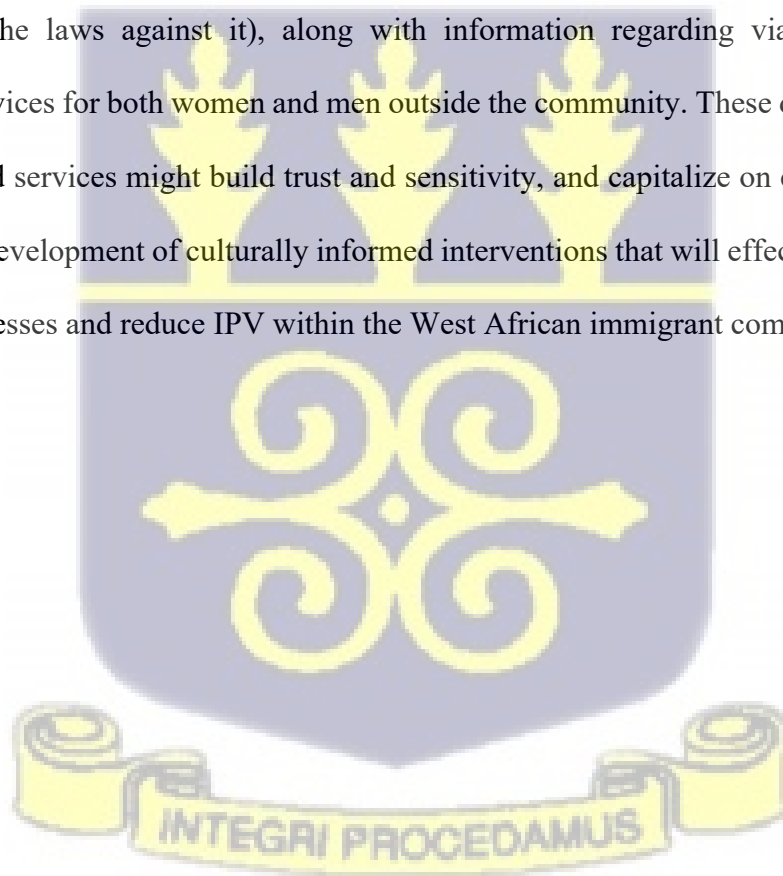 he laws against it), along with information regarding via
vices for both women and men outside the community. These
d services might build trust and sensitivity, and capitalize on
evelopment of culturally informed interventions that will effec
esses and reduce IPV within the West African immigrant com
INTEGRI PROCEDAMUS